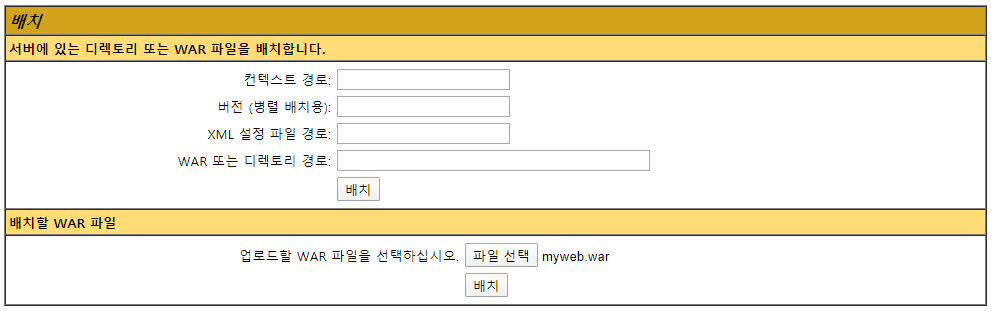 배치
서버에 있는 디렉토리 또는 WAR 파일을 배치합니다.
컨텍스트 경로:
버전 (병렬 배치용):
XML 설정 파일 경로:
WAR 또는 디렉토리 경로:
배치
배치할 WAR 파일
업로드할 WAR 파일을 선택하십시오. 파일 선택 myweb.war
배치